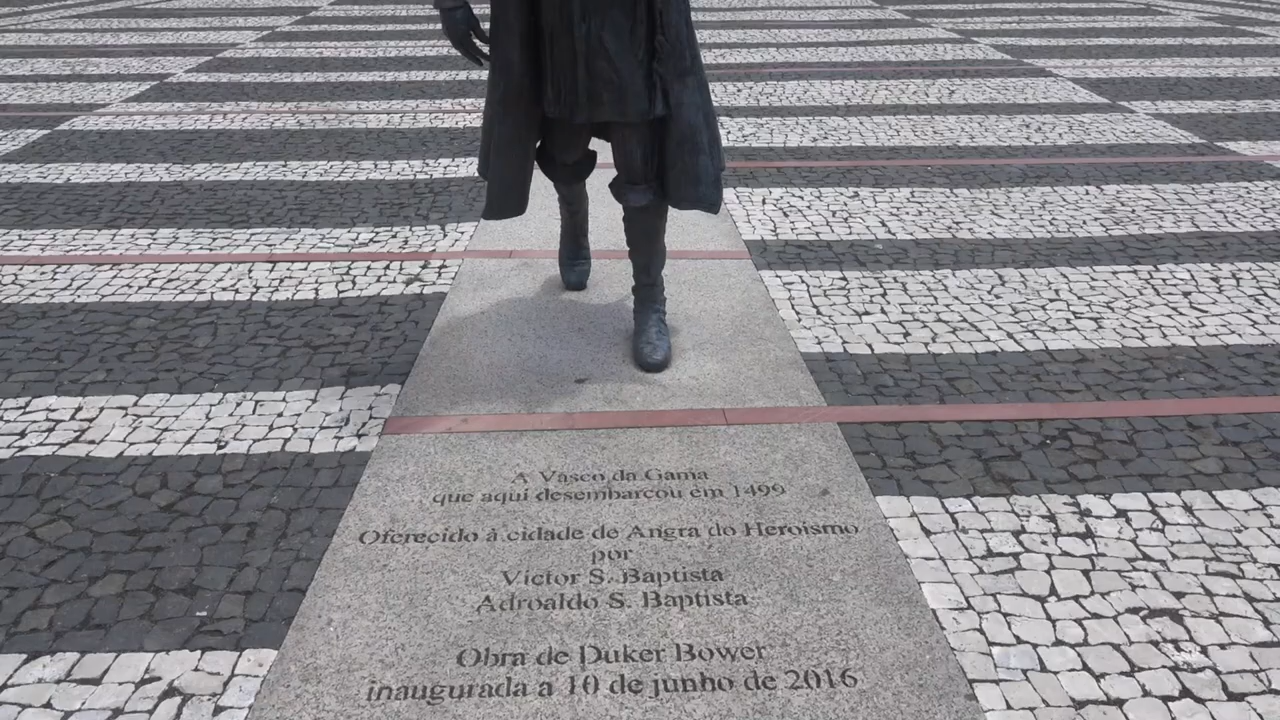 A Vasco da Gama
que aqui desembarcou em 1499
Oferecido à cidade de Angra do Heroísmo
por
Victor S. Baptista
Adroaldo S. Baptista
Obra de Duker Bower
inaugurada a 10 de junho de 2016